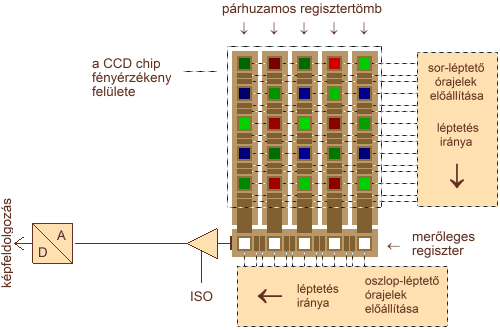 párhuzamos regisztertömb
a CCD chip
fényérzékeny
felülete
sor-léptető
órajelek
előállítása
léptetés
iránya
képfeldolgozás
A
D
ISO
merőleges
regiszter
léptetés
iránya
oszlop-léptető
órajelek
előállítása